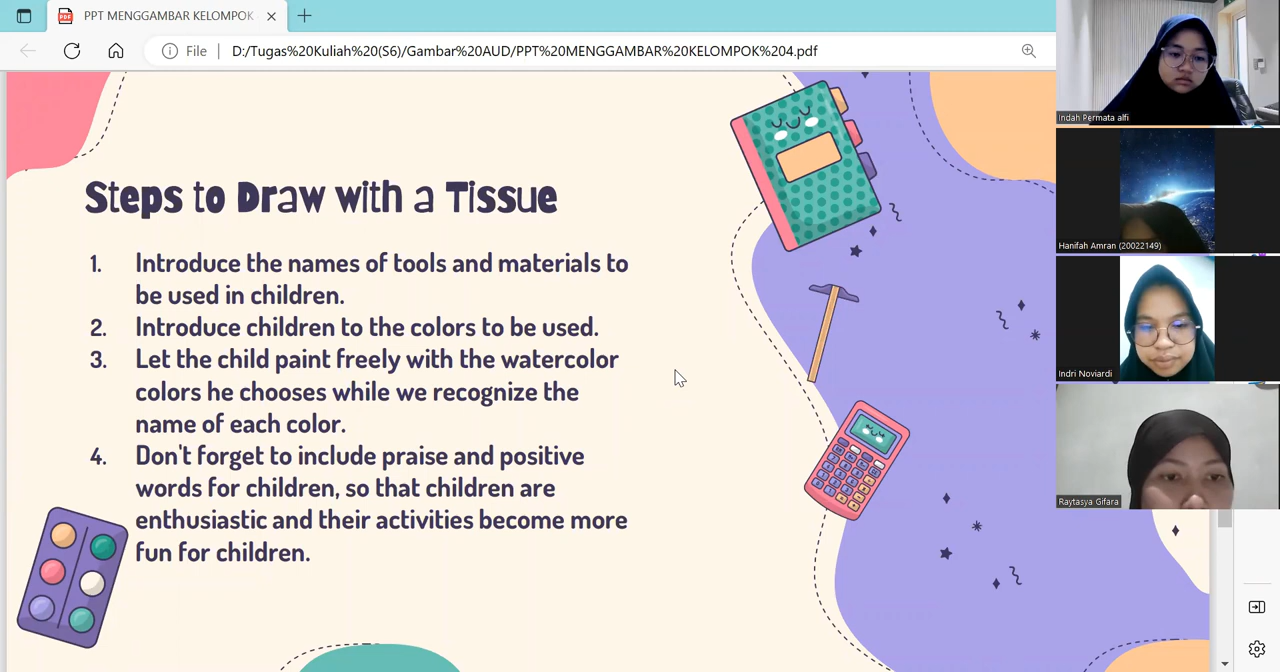 PPT MENGGAMBAR KELOMPOK
File
D:/Tugas%20Kuliah%20(S6)/Gambar%20AUD/PPT%20MENGGAMBAR%20KELOMPOK%204.pdf
Steps to Draw with a Tissue
1. Introduce the names of tools and materials to
be used in children.
2. Introduce children to the colors to be used.
3. Let the child paint freely with the watercolor
colors he chooses while we recognize the
name of each color.
4. Don't forget to include praise and positive
words for children, so that children are
enthusiastic and their activities become more
fun for children.
Indah Permata alfi
Hanifah Amran (20022149)
Indri Noviardi
Raytasya Gifara